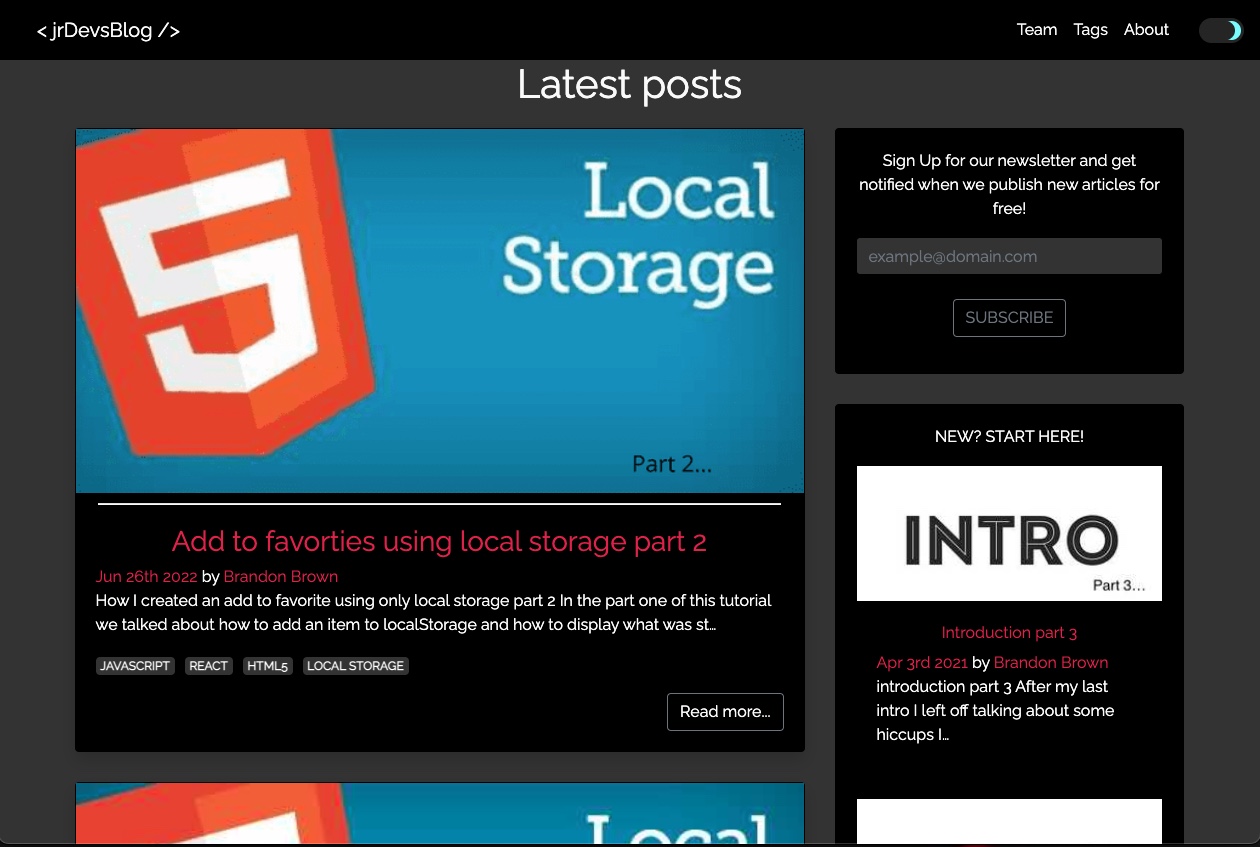 < jrDevsBlog />
Team
Tags
About
Latest posts
Local
Storage
Part 2...
Add to favorties using local storage part 2
Jun 26th 2022 by Brandon Brown
How I created an add to favorite using only local storage part 2 In the part one of this tutorial
we talked about how to add an item to localStorage and how to display what was st...
JAVASCRIPT
REACT
HTML5
LOCAL STORAGE
Read more...
Local
Sign Up for our newsletter and get
notified when we publish new articles for
free!
example@domain.com
SUBSCRIBE
NEW? START HERE!
INTRO
Part 3...
Introduction part 3
Apr 3rd 2021 by Brandon Brown
introduction part 3 After my last
intro I left off talking about some
hiccups I...